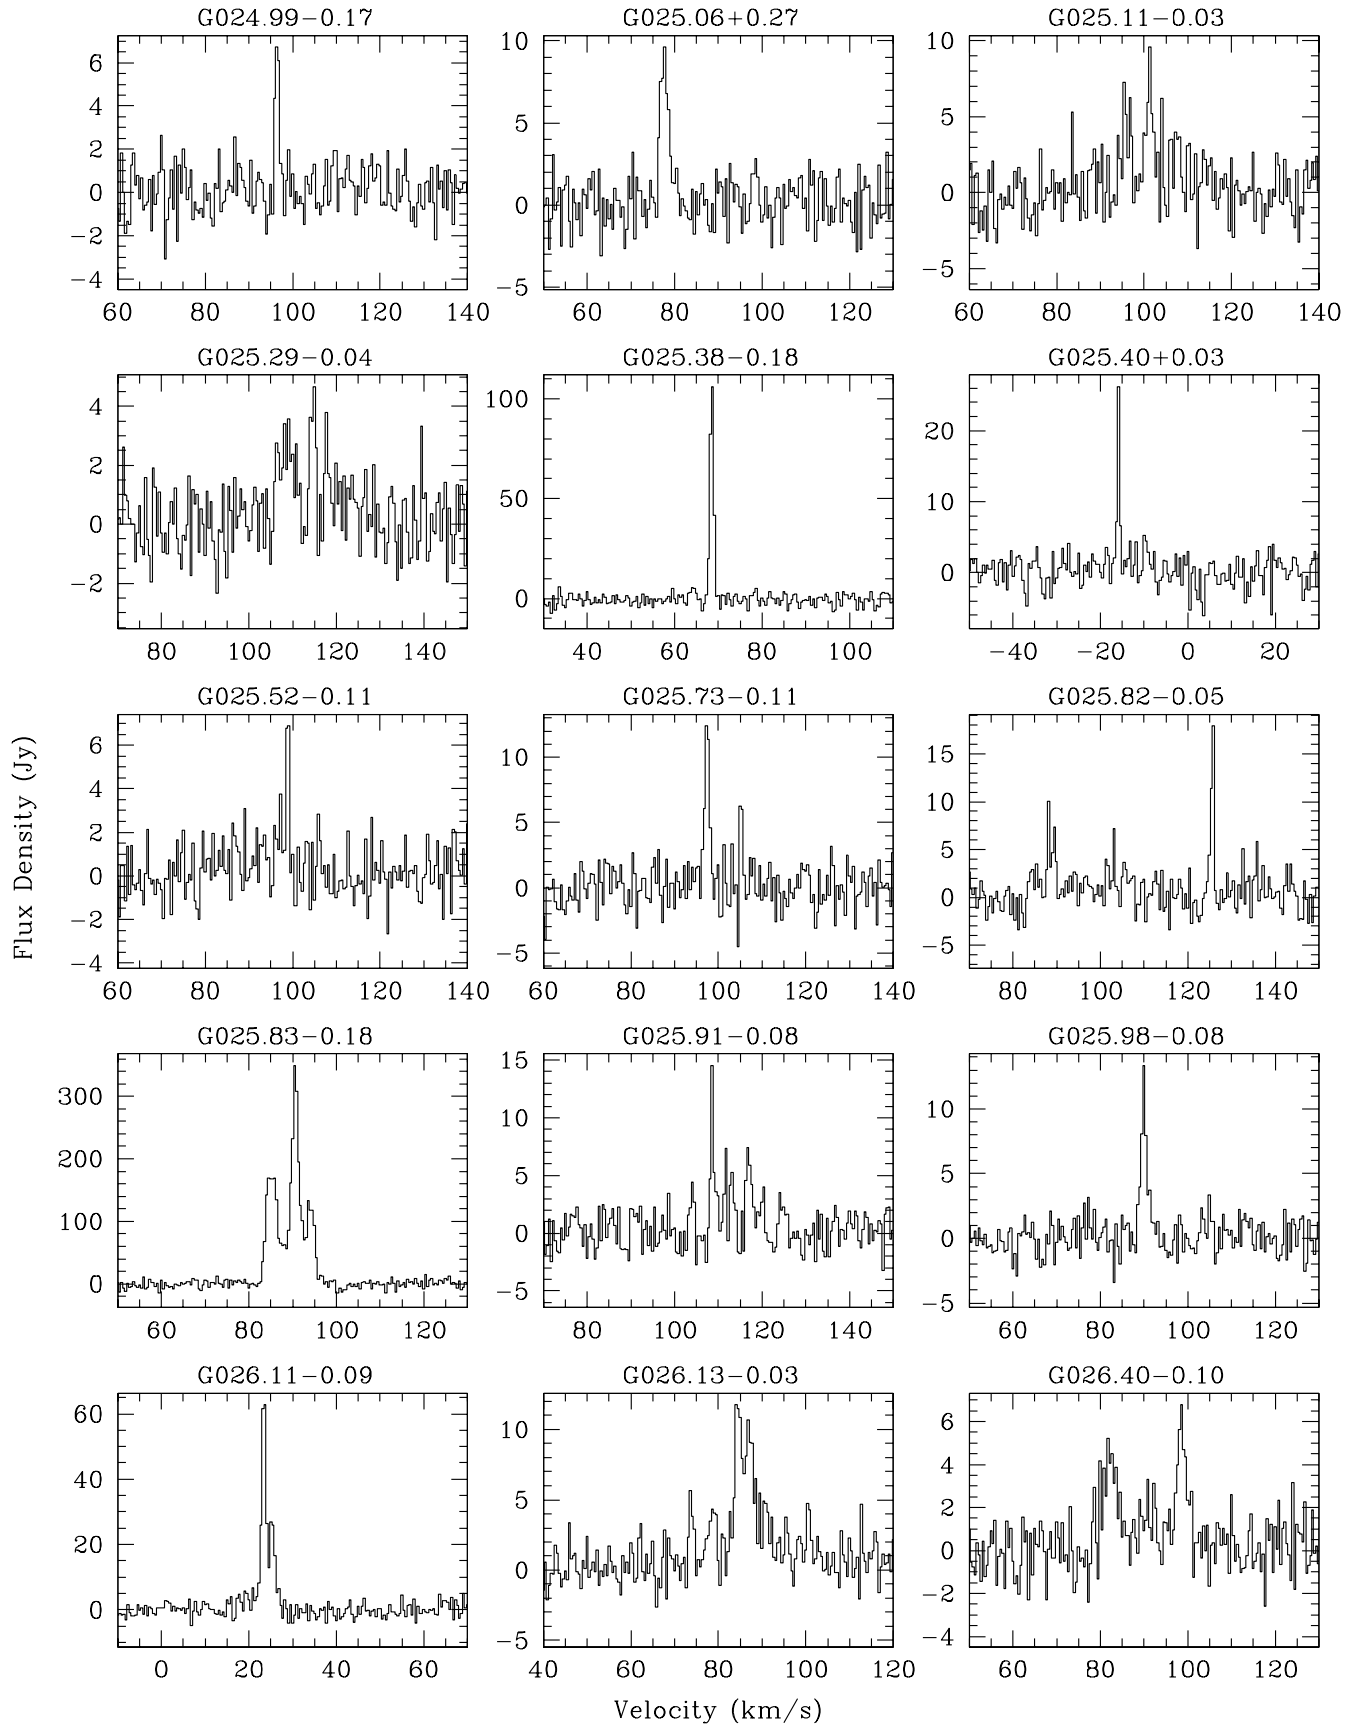 G024.99−0.17 G025.06+0.27 G025.11−0.03
6 4 2 0 −2 −4
60 80 100 120 140
10 5 0 −5
60 80 100 120
10 5 0 −5
60 80 100 120 140
G025.29−0.04 G025.38−0.18 G025.40+0.03
4 2 0 −2
80 100 120 140
100 50 0
40 60 80 100
20 10 0
−40 −20 0 20
G025.52−0.11 G025.73−0.11 G025.82−0.05
6 4 2 0 −2 −4
60 80 100 120 140
10 5 0 −5
60 80 100 120 140
15 10 5 0 −5
80 100 120 140
Flux Density (Jy)
G025.83−0.18 G025.91−0.08 G025.98−0.08
300 200 100 0
60 80 100 120
15 10 5 0 −5
80 100 120 140
10 5 0 −5
60 80 100 120
G026.11−0.09 G026.13−0.03 G026.40−0.10
60 40 20 0
0 20 40 60
10 5 0 −5
40 60 80 100 120
6 4 2 0 −2 −4
60 80 100 120
Velocity (km/s)